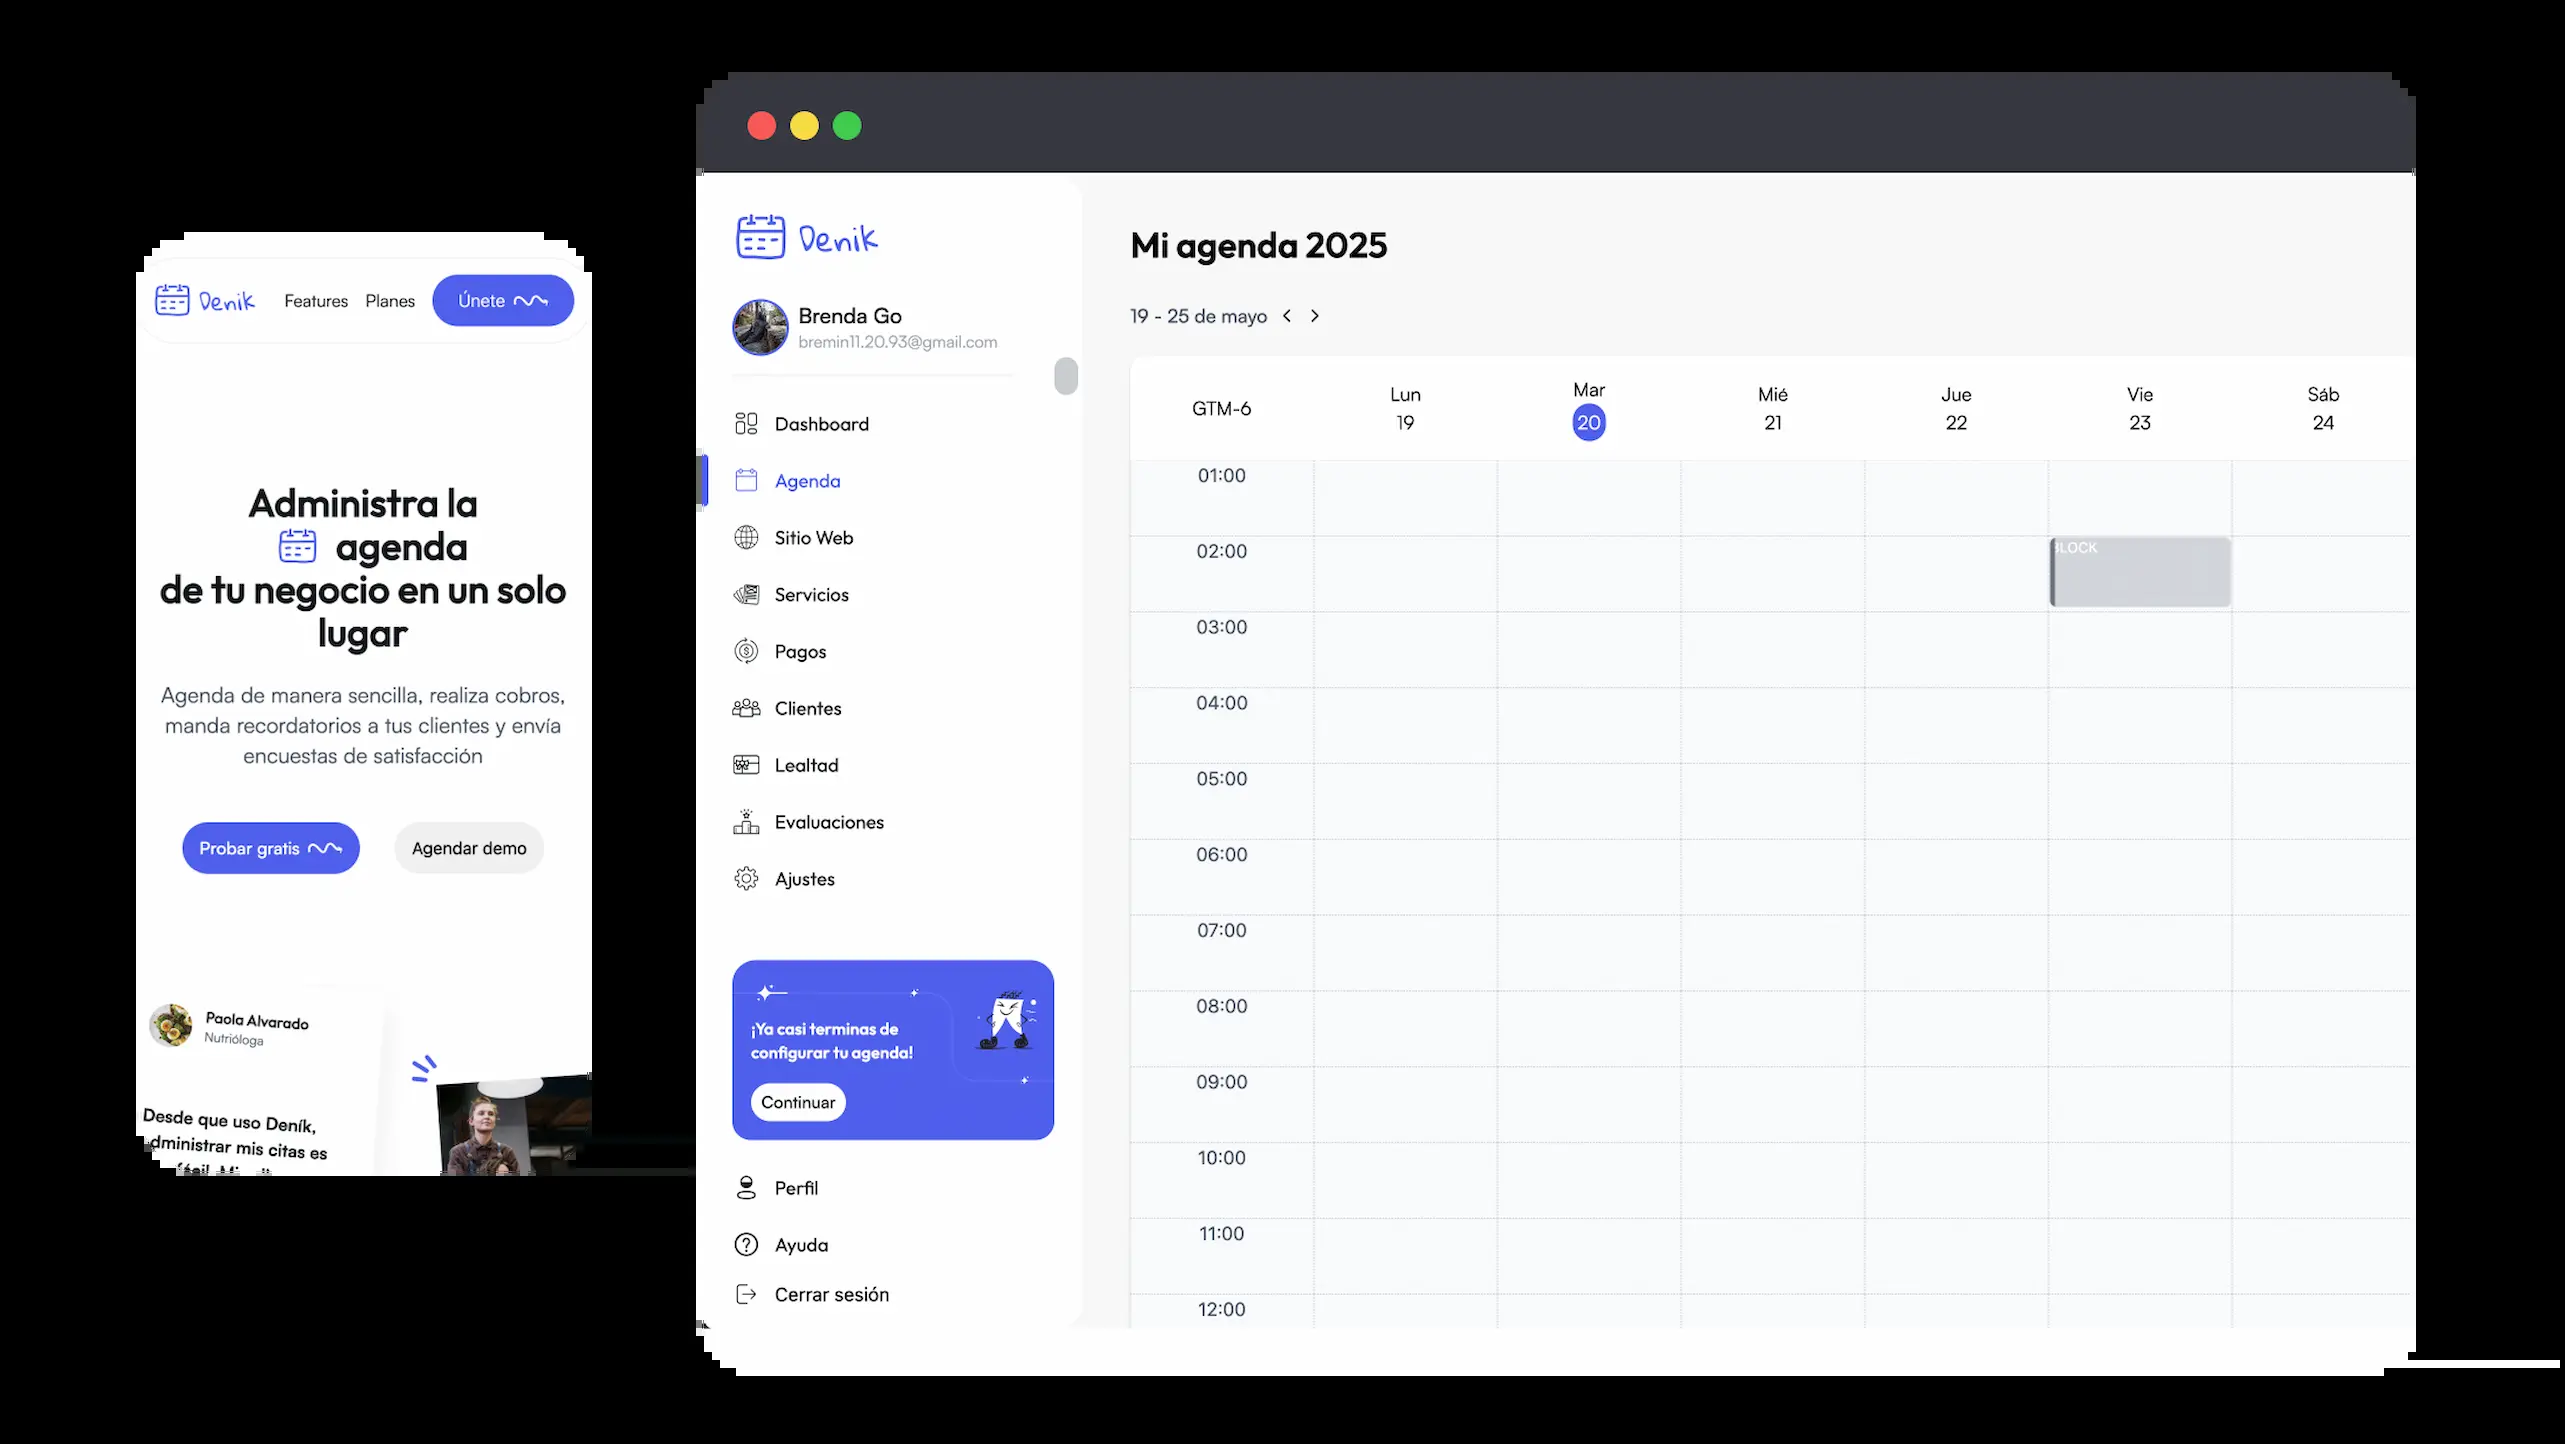 Denik
Features
Planes
Únete
Administra la
agenda
de tu negocio en un solo
lugar
Agenda de manera sencilla, realiza cobros,
manda recordatorios a tus clientes y envía
encuestas de satisfacción
Probar gratis
Agendar demo
Paola Alvarado
Nutrióloga
Desde que uso Deník,
dministrar mis citas es
Denik
Brenda Go
bremin11.20.93@gmail.com
Dashboard
Agenda
Sitio Web
Servicios
Pagos
Clientes
Lealtad
Evaluaciones
Ajustes
¡Ya casi terminas de
configurar tu agenda!
Continuar
Perfil
Ayuda
Cerrar sesión
Mi agenda 2025
19 - 25 de mayo
GTM-6
Lun
19
Mar
20
Mié
21
Jue
22
Vie
23
Sáb
24
01:00
02:00
LOCK
03:00
04:00
05:00
06:00
07:00
08:00
09:00
10:00
11:00
12:00